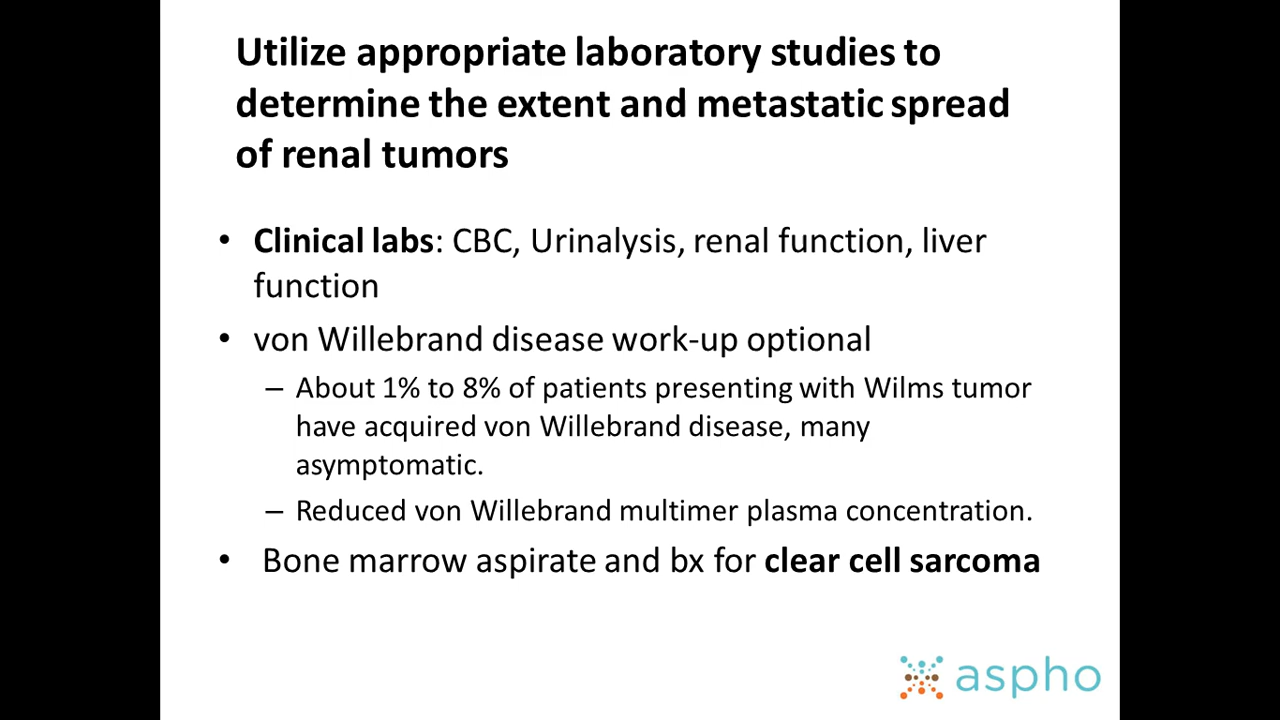 Utilize appropriate laboratory studies to
determine the extent and metastatic spread
of renal tumors
• Clinical labs: CBC, Urinalysis, renal function, liver
function
• von Willebrand disease work-up optional
– About 1% to 8% of patients presenting with Wilms tumor
have acquired von Willebrand disease, many
asymptomatic.
– Reduced von Willebrand multimer plasma concentration.
• Bone marrow aspirate and bx for clear cell sarcoma
aspho